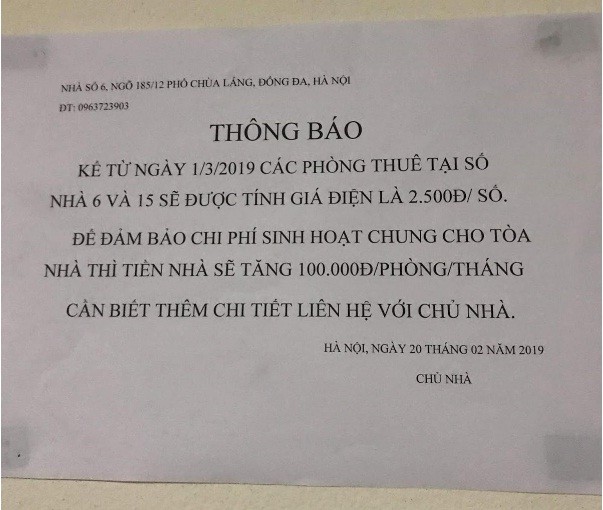 NHÀ SỐ 6, NGÕ 185/12 PHỐ CHÙA LÁNG, ĐỐNG ĐA, HÀ NỘI
ĐT: 0963723903
THÔNG BÁO
KỂ TỪ NGÀY 1/3/2019 CÁC PHÒNG THUÊ TẠI SỐ
NHÀ 6 VÀ 15 SẼ ĐƯỢC TÍNH GIÁ ĐIỆN LÀ 2.500Đ/ SỐ.
ĐỂ ĐẢM BẢO CHI PHÍ SINH HOẠT CHUNG CHO TÒA
NHÀ THÌ TIỀN NHÀ SẼ TĂNG 100.000Đ/PHÒNG/THÁNG
CẦN BIẾT THÊM CHI TIẾT LIÊN HỆ VỚI CHỦ NHÀ.
HÀ NỘI, NGÀY 20 THÁNG 02 NĂM 2019
CHỦ NHÀ